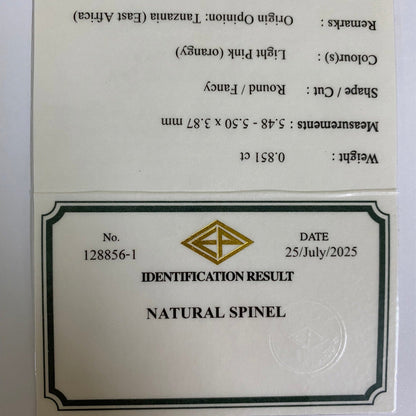 Weight : 0.851 ct
Measurements : 5.48 - 5.50 x 3.87 mm
Shape / Cut : Round / Fancy
Colour(s) : Light Pink (orangy)
Remarks : Origin Opinion: Tanzania (East Africa)
No.
128856-1
EP
DATE
25/July/2025
IDENTIFICATION RESULT
NATURAL SPINEL